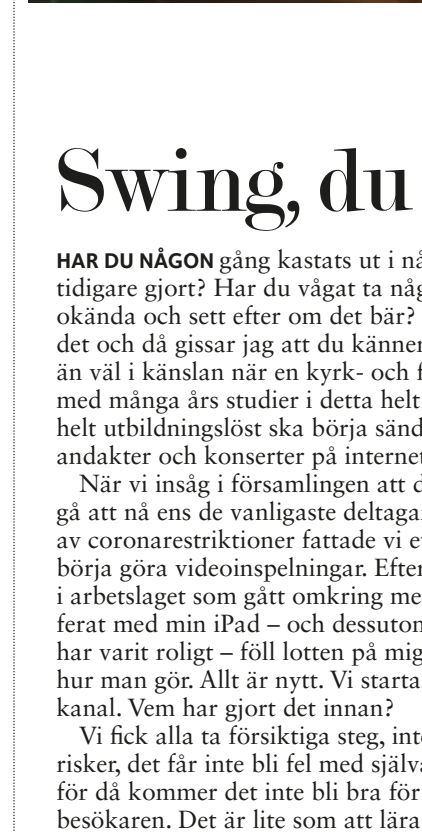 Swing, du
HAR DU NÅGON gång kastats ut i
tidigare gjort? Har du vågat ta
okända och sett efter om det bär?
det och då gissar jag att du känner
än väl i känslan när en kyrk- och
med många års studier i detta helt
helt utbildningslöst ska börja
andakter och konserter på
När vi insåg i församlingen att
gå att nå ens de vanligaste
av coronarestriktioner fattade vi
börja göra videoinspelningar.
i arbetslaget som gått omkring
ferat med min iPad – och
har varit roligt – föll lotten på mig
hur man gör. Allt är nytt. Vi
kanal. Vem har gjort det innan?
Vi fick alla ta försiktiga steg,
risker, det får inte bli fel med
för då kommer det inte bli bra för
besökaren. Det är lite som att lära